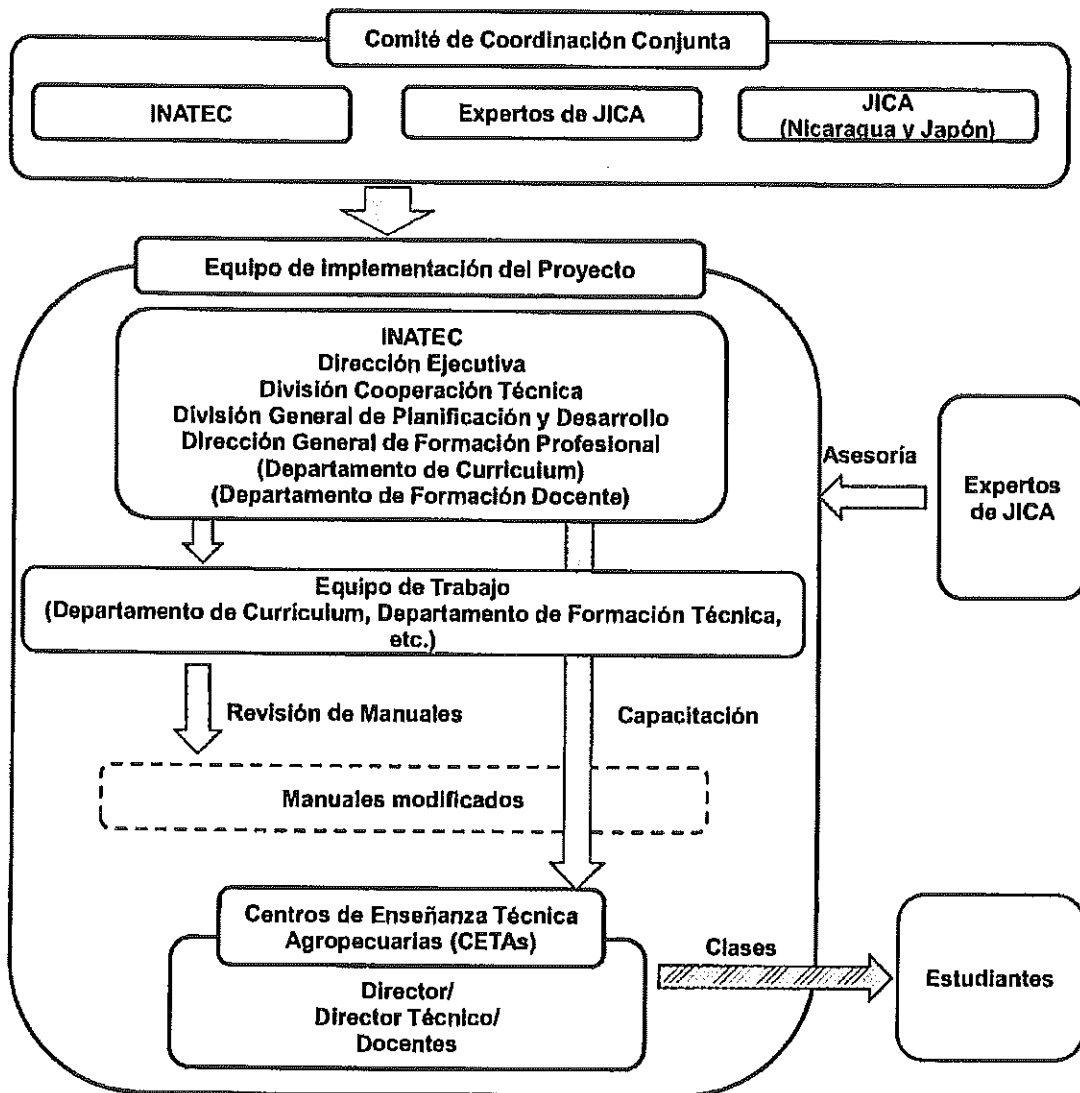 Comité de Coordinación Conjunta
INATEC
Expertos de JICA
JICA
(Nicaragua y Japón)
Equipo de Implementación del Proyecto
INATEC
Dirección Ejecutiva
División Cooperación Técnica
División General de Planificación y Desarrollo
Dirección General de Formación Profesional
(Departamento de Curriculum)
(Departamento de Formación Docente)
Asesoría
Expertos
de JICA
Equipo de Trabajo
(Departamento de Curriculum, Departamento de Formación Técnica,
etc.)
Revisión de Manuales
Capacitación
Manuales modificados
Centros de Enseñanza Técnica
Agropecuarias (CETAs)
Director/
Director Técnico/
Docentes
Clases
Estudiantes